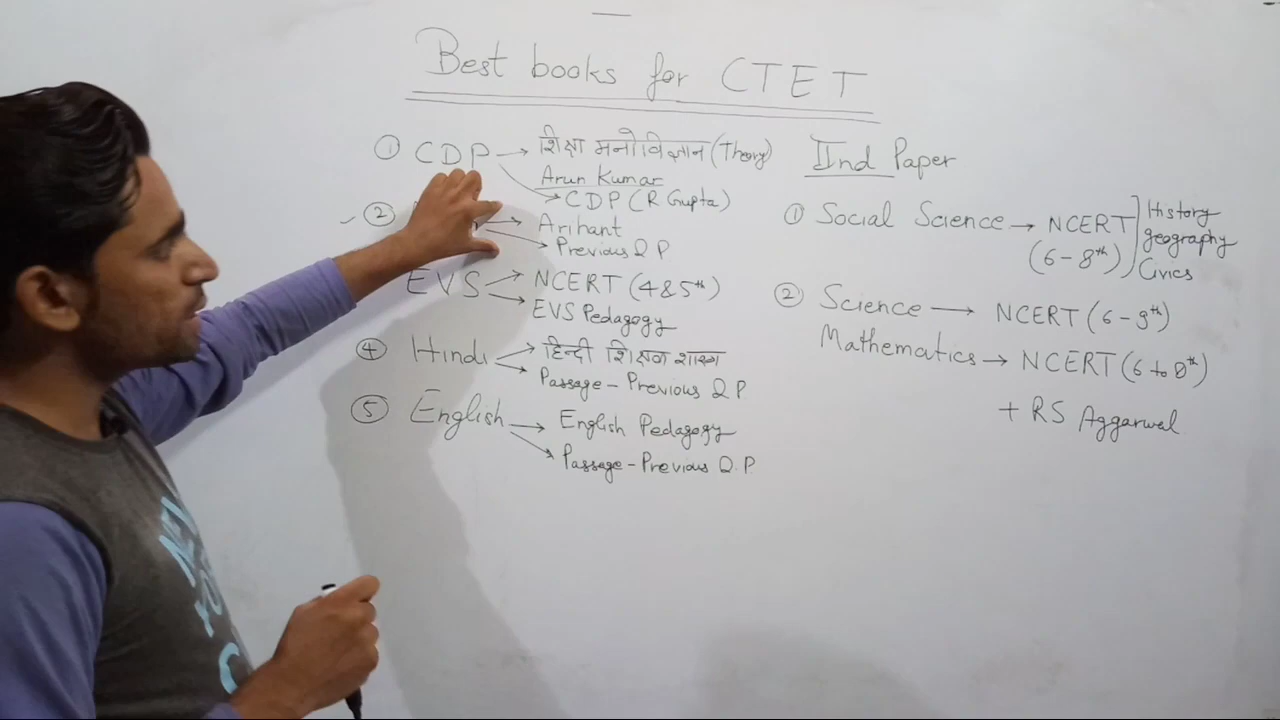 Best books for CTET
① CDP → शिक्षा मनोविज्ञान (Theory)
Arun Kumar
→ CDP (R Gupta)
② → Arihant
→ Previous Q P
EVS → NCERT (4&5th)
→ EVS Pedagogy
④ Hindi → हिन्दी शिक्षण शास्त्र
→ Passage - Previous Q P
⑤ English → English Pedagogy
→ Passage - Previous Q.P
IInd Paper
① Social Science → NCERT
(6-8th)
History
geography
Civics
② Science → NCERT (6-8th)
Mathematics → NCERT (6 to 8th)
+ RS Aggarwal